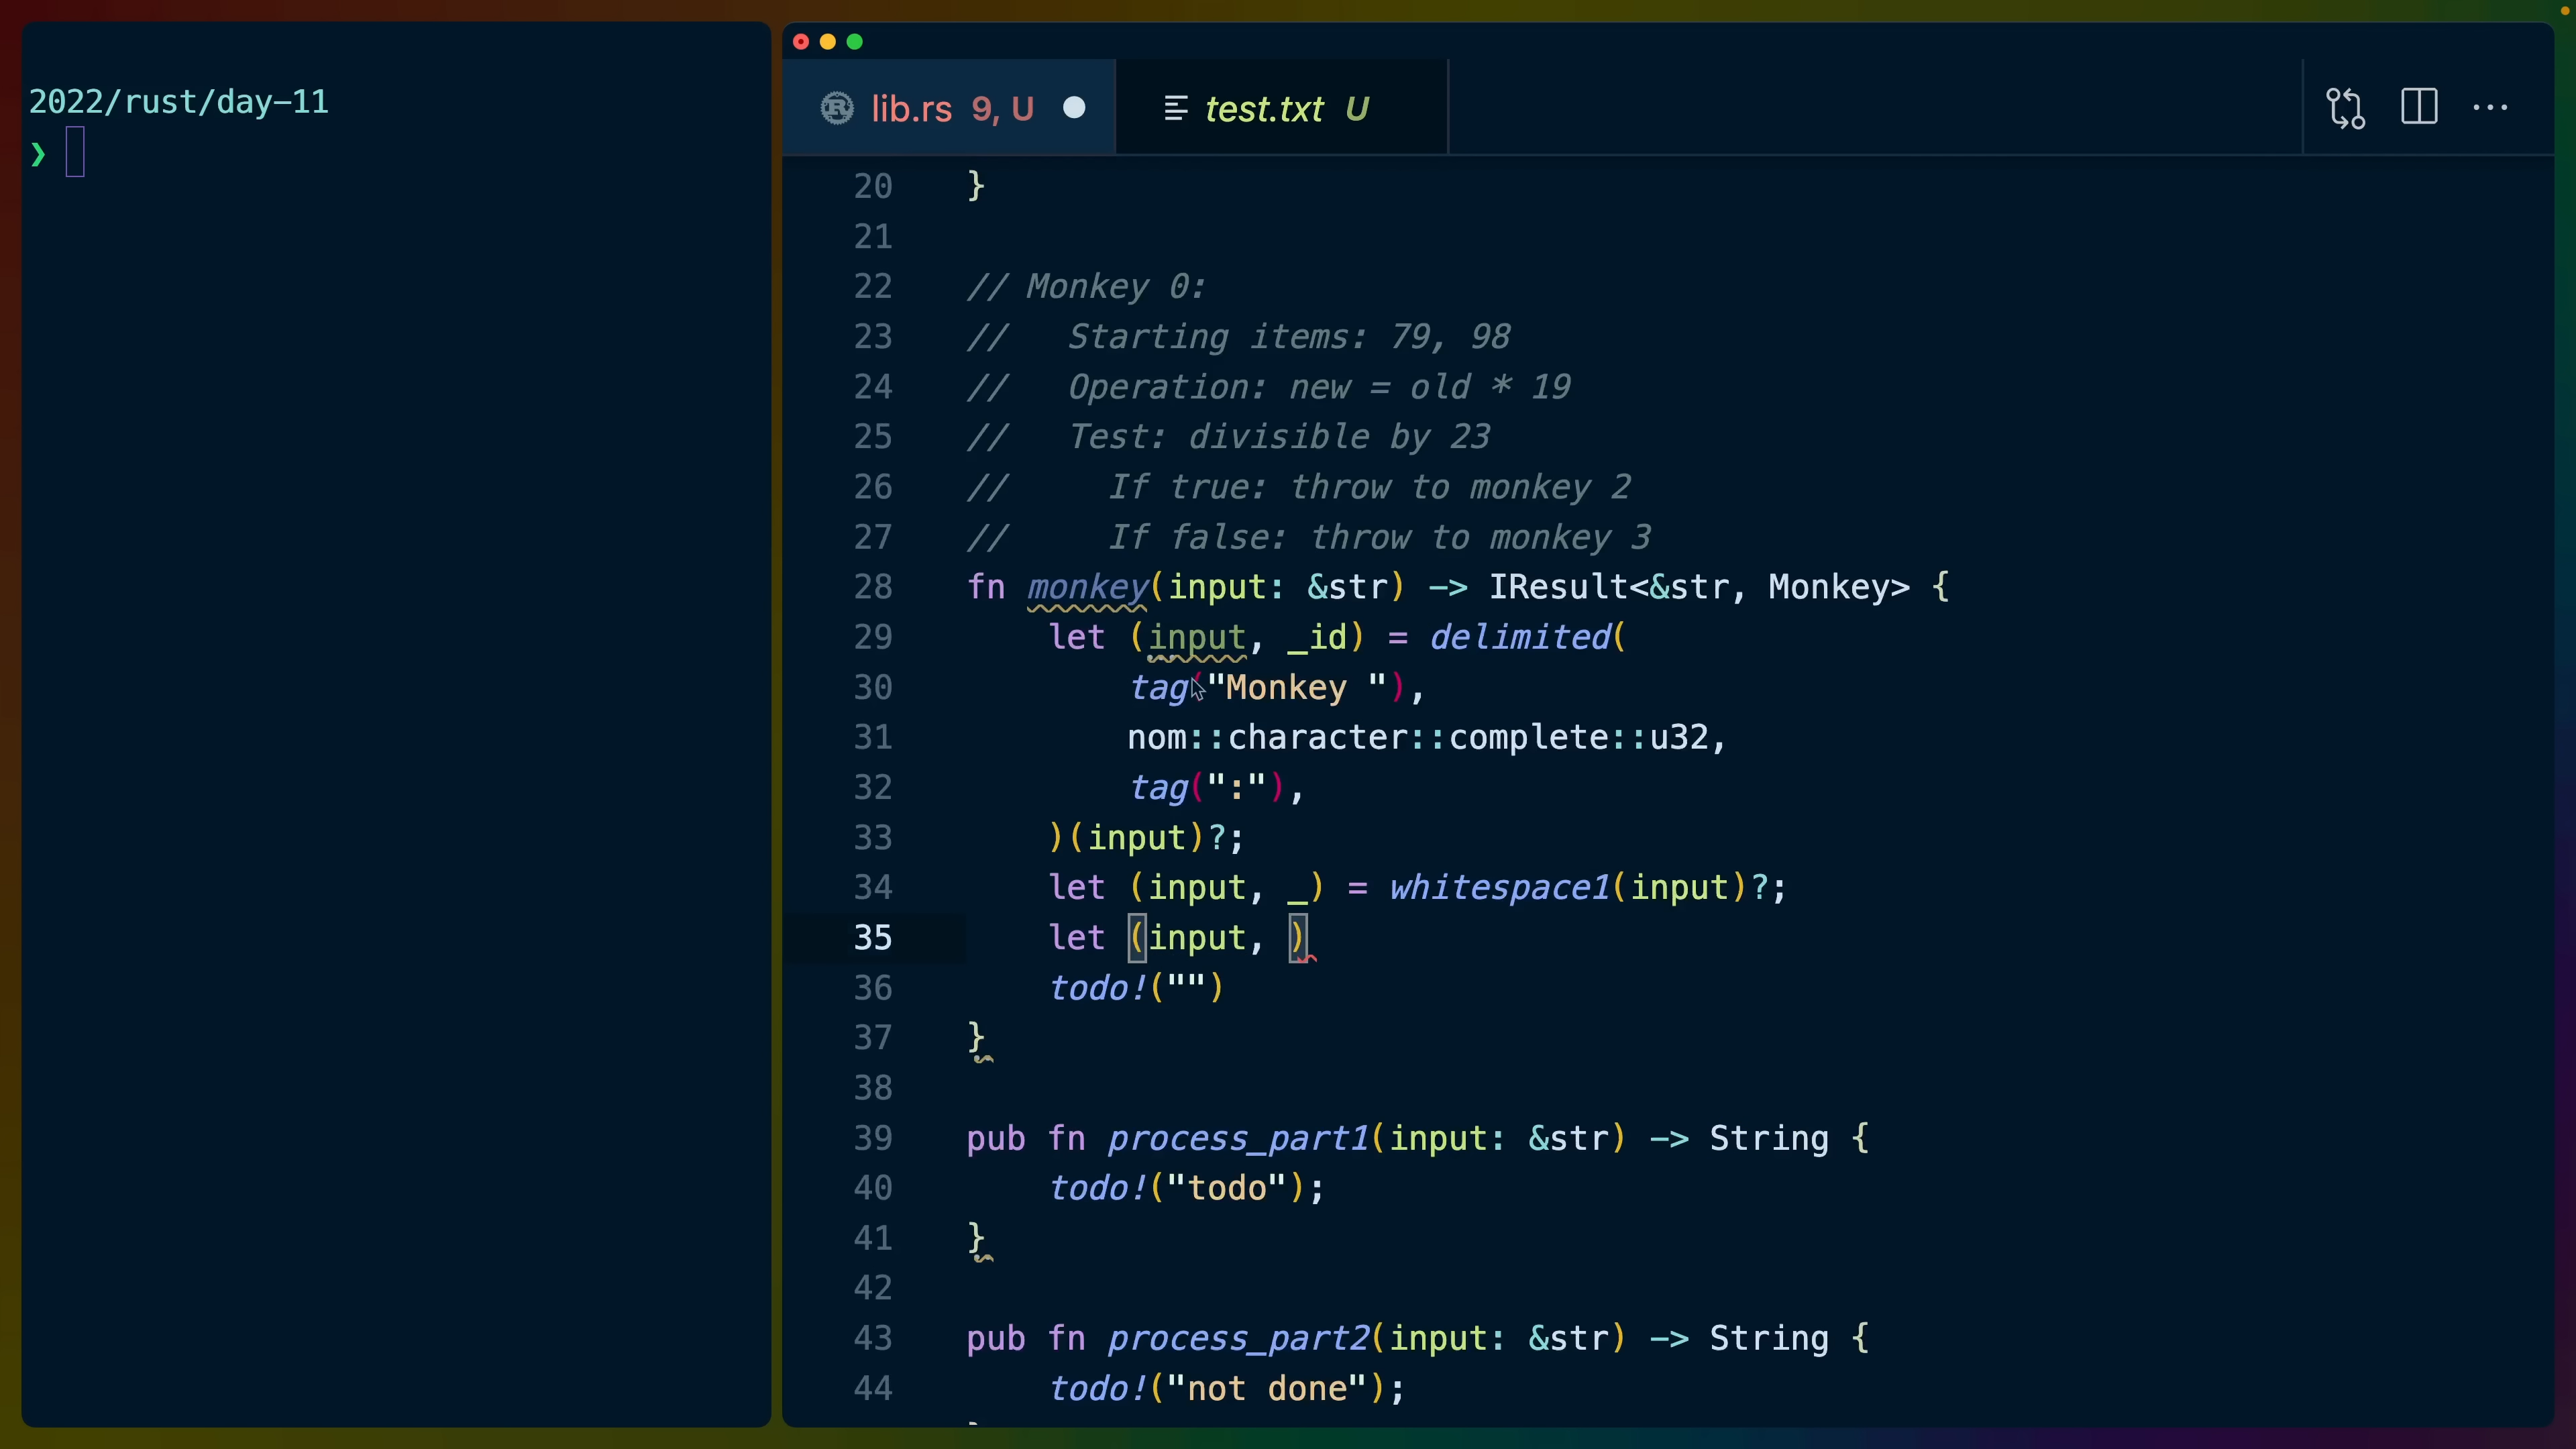 2022/rust/day-11
❯
lib.rs 9, U
test.txt U
20 }
21
22 // Monkey 0:
23 //   Starting items: 79, 98
24 //   Operation: new = old * 19
25 //   Test: divisible by 23
26 //     If true: throw to monkey 2
27 //     If false: throw to monkey 3
28 fn monkey(input: &str) -> IResult<&str, Monkey> {
29     let (input, _id) = delimited(
30         tag("Monkey "),
31         nom::character::complete::u32,
32         tag(":"),
33     )(input)?;
34     let (input, _) = whitespace1(input)?;
35     let (input, )
36     todo!("")
37 }
38
39 pub fn process_part1(input: &str) -> String {
40     todo!("todo");
41 }
42
43 pub fn process_part2(input: &str) -> String {
44     todo!("not done");